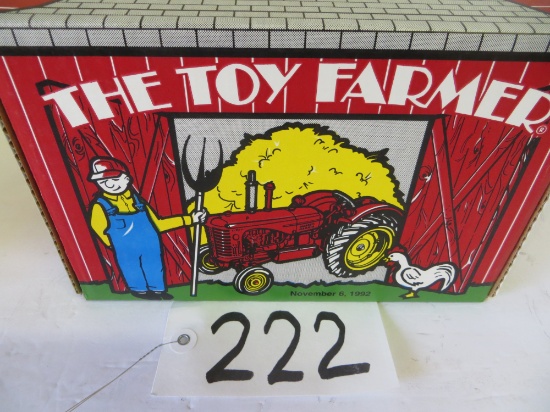 THE TOY FARMER®
November 6, 1992
222